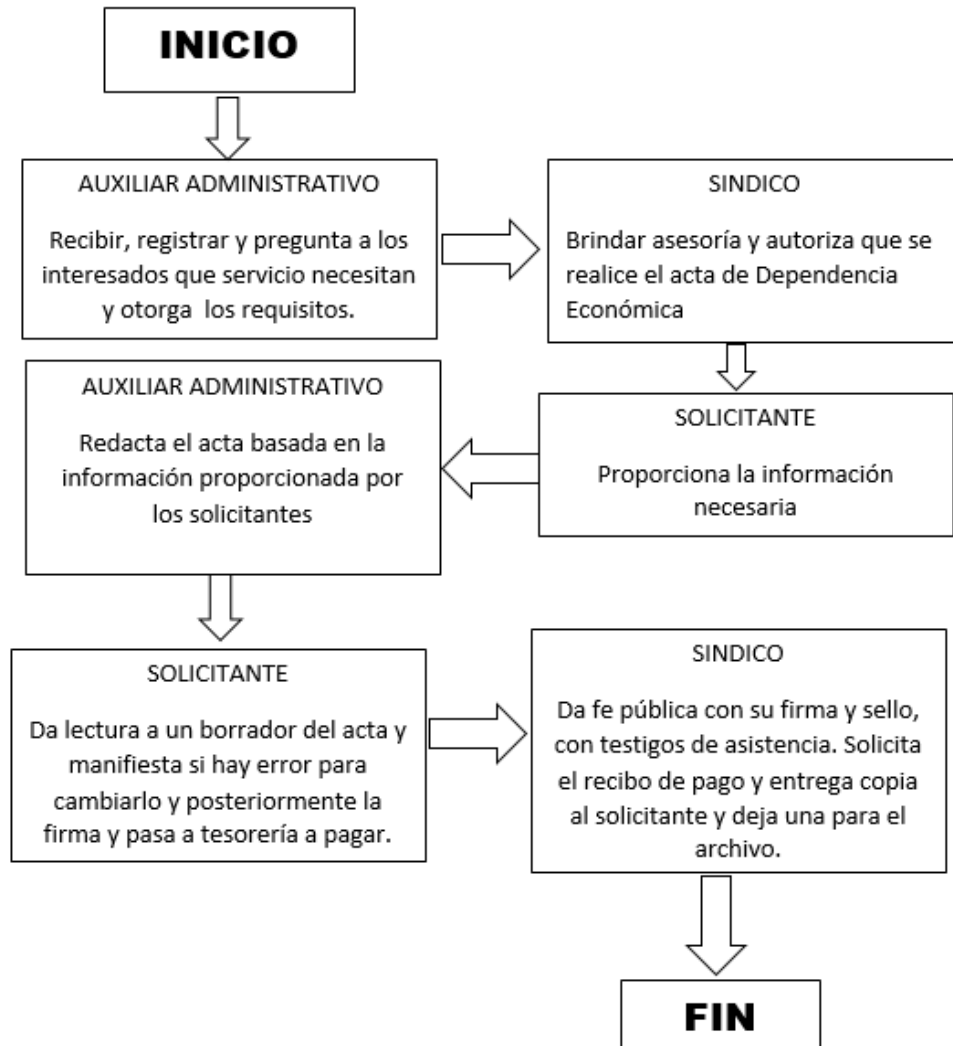 INICIO
AUXILIAR ADMINISTRATIVO
Recibir, registrar y pregunta a los
interesados que servicio necesitan
y otorga los requisitos.
SINDICO
Brindar asesoría y autoriza que se
realice el acta de Dependencia
Económica
SOLICITANTE
Proporciona la información
necesaria
AUXILIAR ADMINISTRATIVO
Redacta el acta basada en la
información proporcionada por
los solicitantes
SOLICITANTE
Da lectura a un borrador del acta y
manifiesta si hay error para
cambiarlo y posteriormente la
firma y pasa a tesorería a pagar.
SINDICO
Da fe pública con su firma y sello,
con testigos de asistencia. Solicita
el recibo de pago y entrega copia
al solicitante y deja una para el
archivo.
FIN